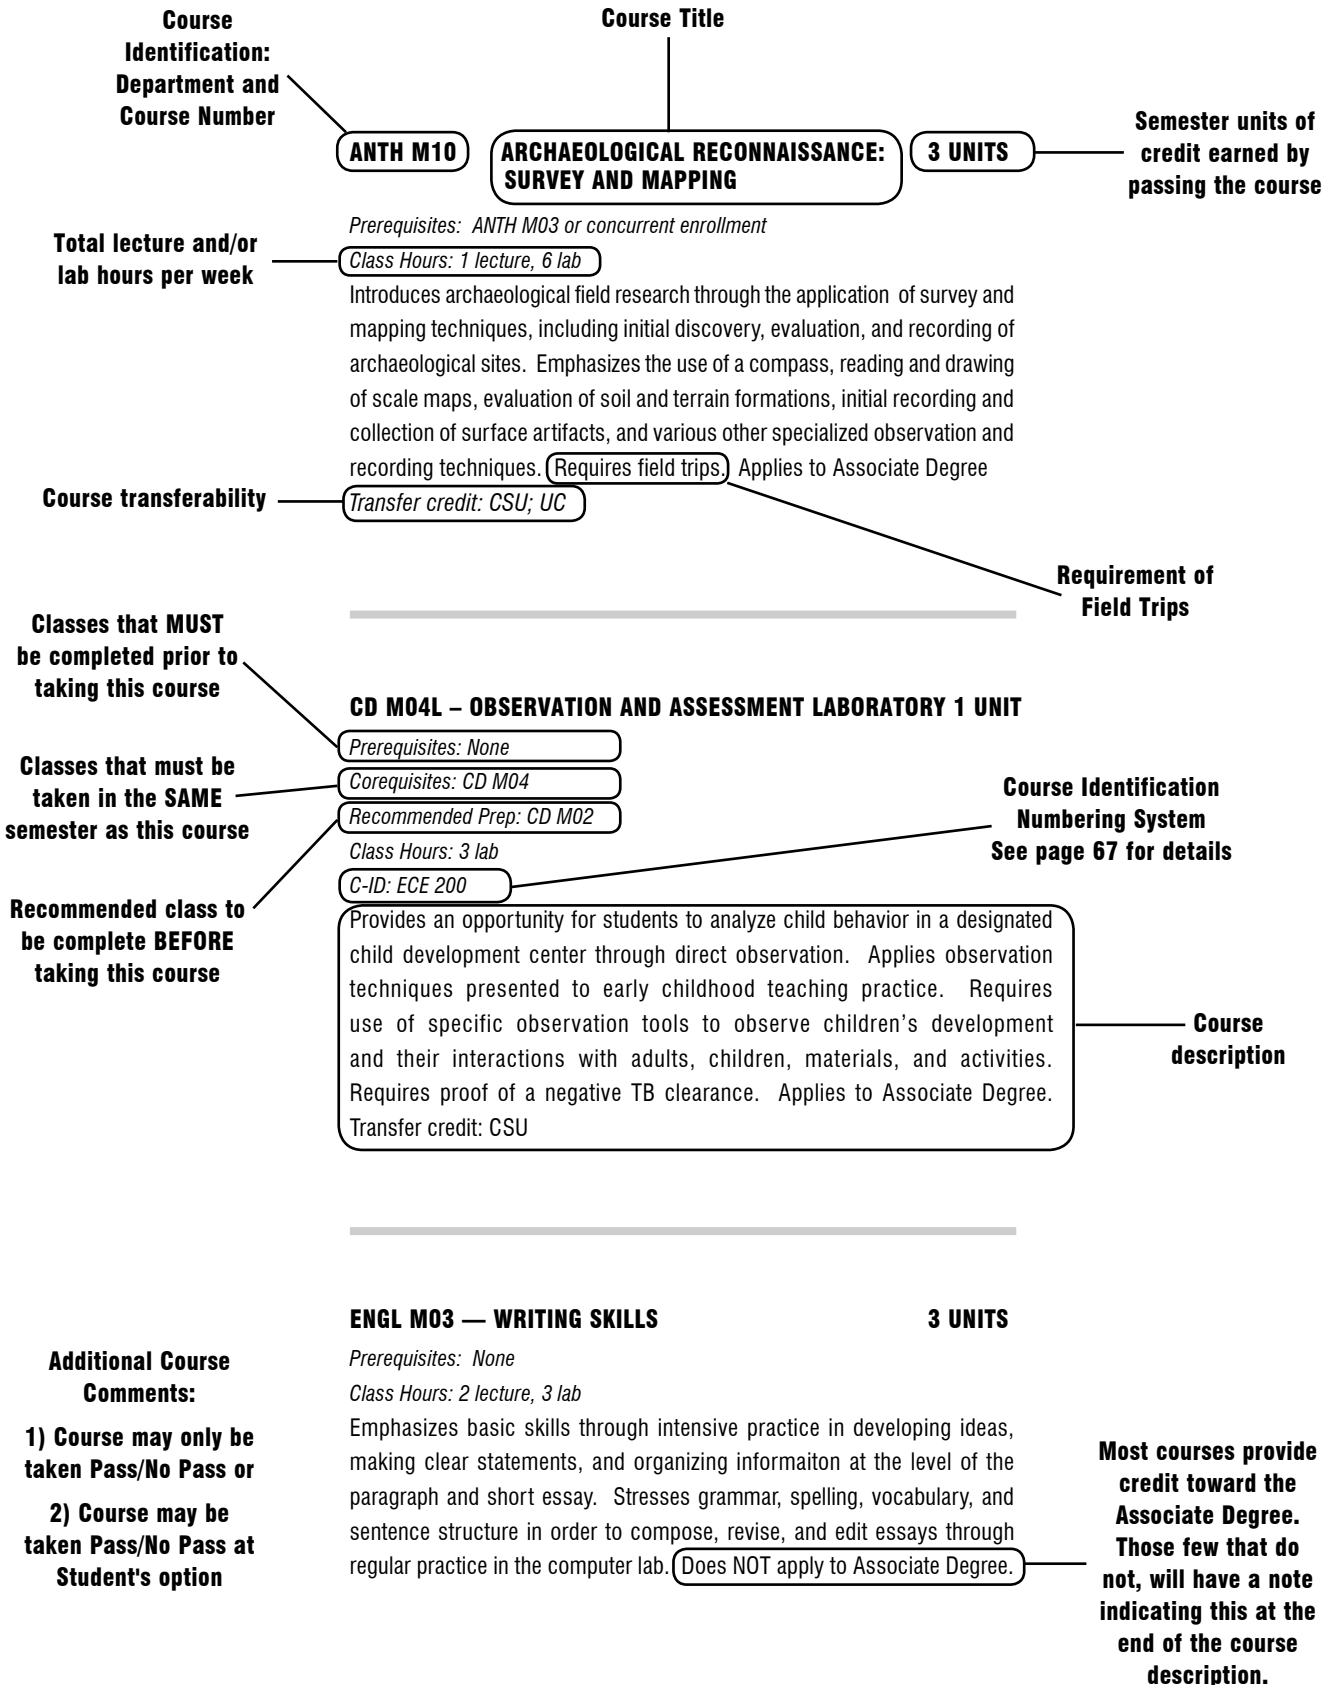 Course
Identification:
Department and
Course Number
Course Title
ANTH M10
ARCHAEOLOGICAL RECONNAISSANCE:
SURVEY AND MAPPING
3 UNITS
Semester units of
credit earned by
passing the course
Prerequisites: ANTH M03 or concurrent enrollment
Total lecture and/or
lab hours per week
Class Hours: 1 lecture, 6 lab
Introduces archaeological field research through the application of survey and
mapping techniques, including initial discovery, evaluation, and recording of
archaeological sites. Emphasizes the use of a compass, reading and drawing
of scale maps, evaluation of soil and terrain formations, initial recording and
collection of surface artifacts, and various other specialized observation and
recording techniques. Requires field trips. Applies to Associate Degree
Course transferability
Transfer credit: CSU; UC
Requirement of
Field Trips
Classes that MUST
be completed prior to
taking this course
CD M04L – OBSERVATION AND ASSESSMENT LABORATORY 1 UNIT
Prerequisites: None
Classes that must be
taken in the SAME
semester as this course
Corequisites: CD M04
Recommended Prep: CD M02
Class Hours: 3 lab
C-ID: ECE 200
Course Identification
Numbering System
See page 67 for details
Recommended class to
be complete BEFORE
taking this course
Provides an opportunity for students to analyze child behavior in a designated
child development center through direct observation. Applies observation
techniques presented to early childhood teaching practice. Requires
use of specific observation tools to observe children's development
and their interactions with adults, children, materials, and activities.
Requires proof of a negative TB clearance. Applies to Associate Degree.
Transfer credit: CSU
Course
description
ENGL M03 — WRITING SKILLS 3 UNITS
Prerequisites: None
Class Hours: 2 lecture, 3 lab
Emphasizes basic skills through intensive practice in developing ideas,
making clear statements, and organizing informaiton at the level of the
paragraph and short essay. Stresses grammar, spelling, vocabulary, and
sentence structure in order to compose, revise, and edit essays through
regular practice in the computer lab. Does NOT apply to Associate Degree.
Additional Course
Comments:
1) Course may only be
taken Pass/No Pass or
2) Course may be
taken Pass/No Pass at
Student's option
Most courses provide
credit toward the
Associate Degree.
Those few that do
not, will have a note
indicating this at the
end of the course
description.